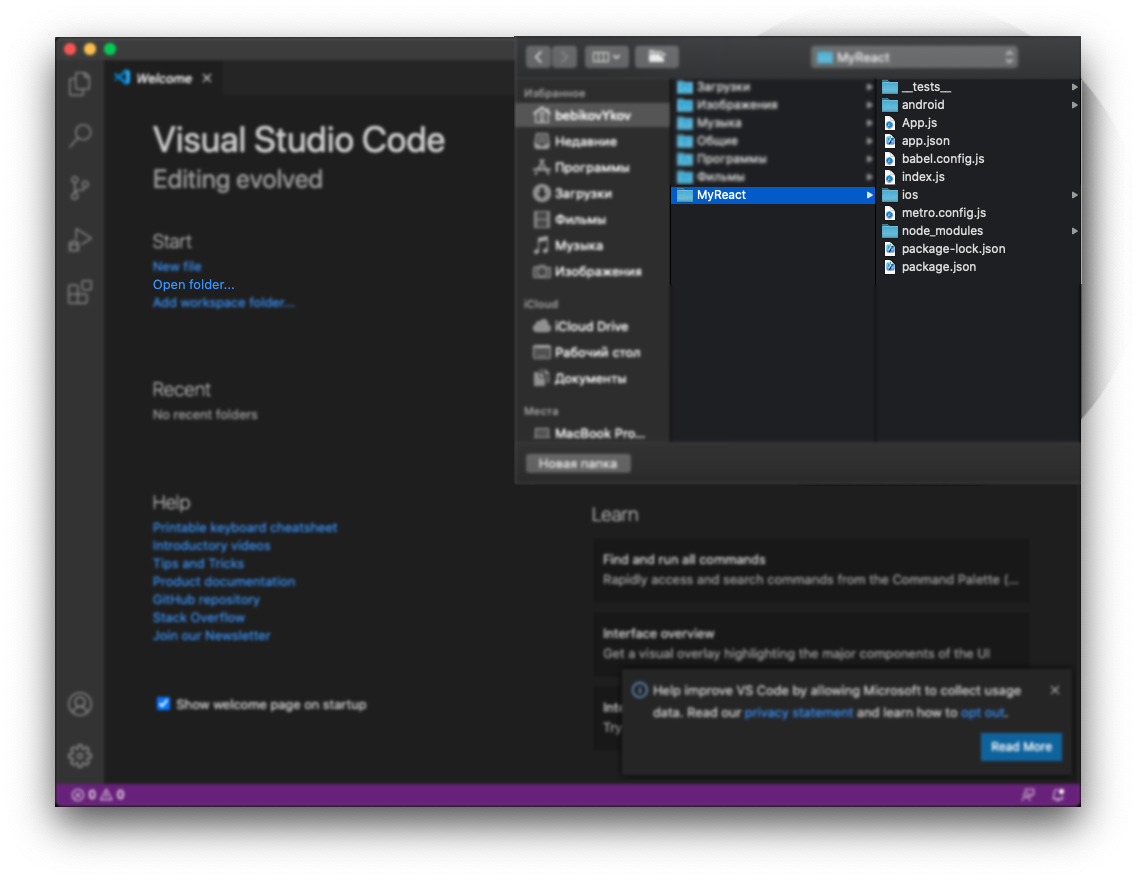 Welcome
Visual Studio Code
Editing evolved
Start
New file
Open folder...
Add workspace folder...
Recent
No recent folders
Help
Printable keyboard cheatsheet
Introductory videos
Tips and Tricks
Product documentation
GitHub repository
Stack Overflow
Join our Newsletter
Show welcome page on startup
MyReact
Избранное
bebikovYkov
Недавние
Программы
Загрузки
Фильмы
Музыка
Изображения
iCloud
iCloud Drive
Рабочий стол
Документы
Места
MacBook Pro...
Загрузки
Изображения
Музыка
Общие
Программы
Фильмы
MyReact
__tests__
android
App.js
app.json
babel.config.js
index.js
ios
metro.config.js
node_modules
package-lock.json
package.json
Новая папка
Learn
Find and run all commands
Rapidly access and search commands from the Command Palette (...
Interface overview
Get a visual overlay highlighting the major components of the UI
Int
Try
Help improve VS Code by allowing Microsoft to collect usage
data. Read our privacy statement and learn how to opt out.
Read More
0 0